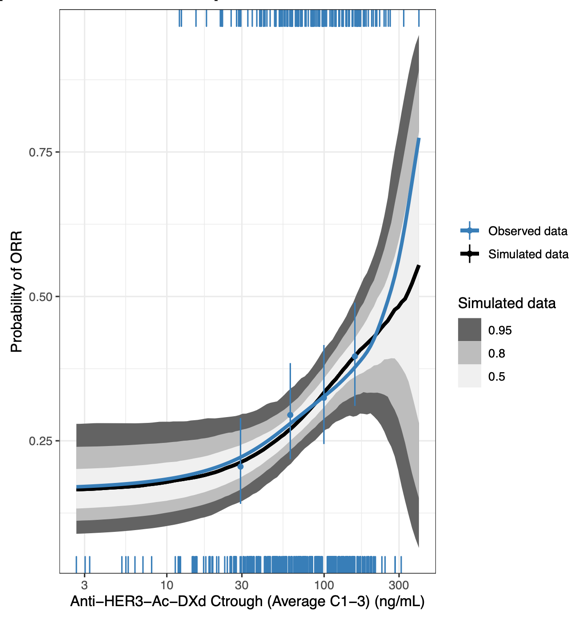 0.75
0.50
0.25
Probability of ORR
3 10 30 100 300
Anti−HER3−Ac−DXd Ctrough (Average C1−3) (ng/mL)
Observed data
Simulated data
Simulated data
0.95
0.8
0.5